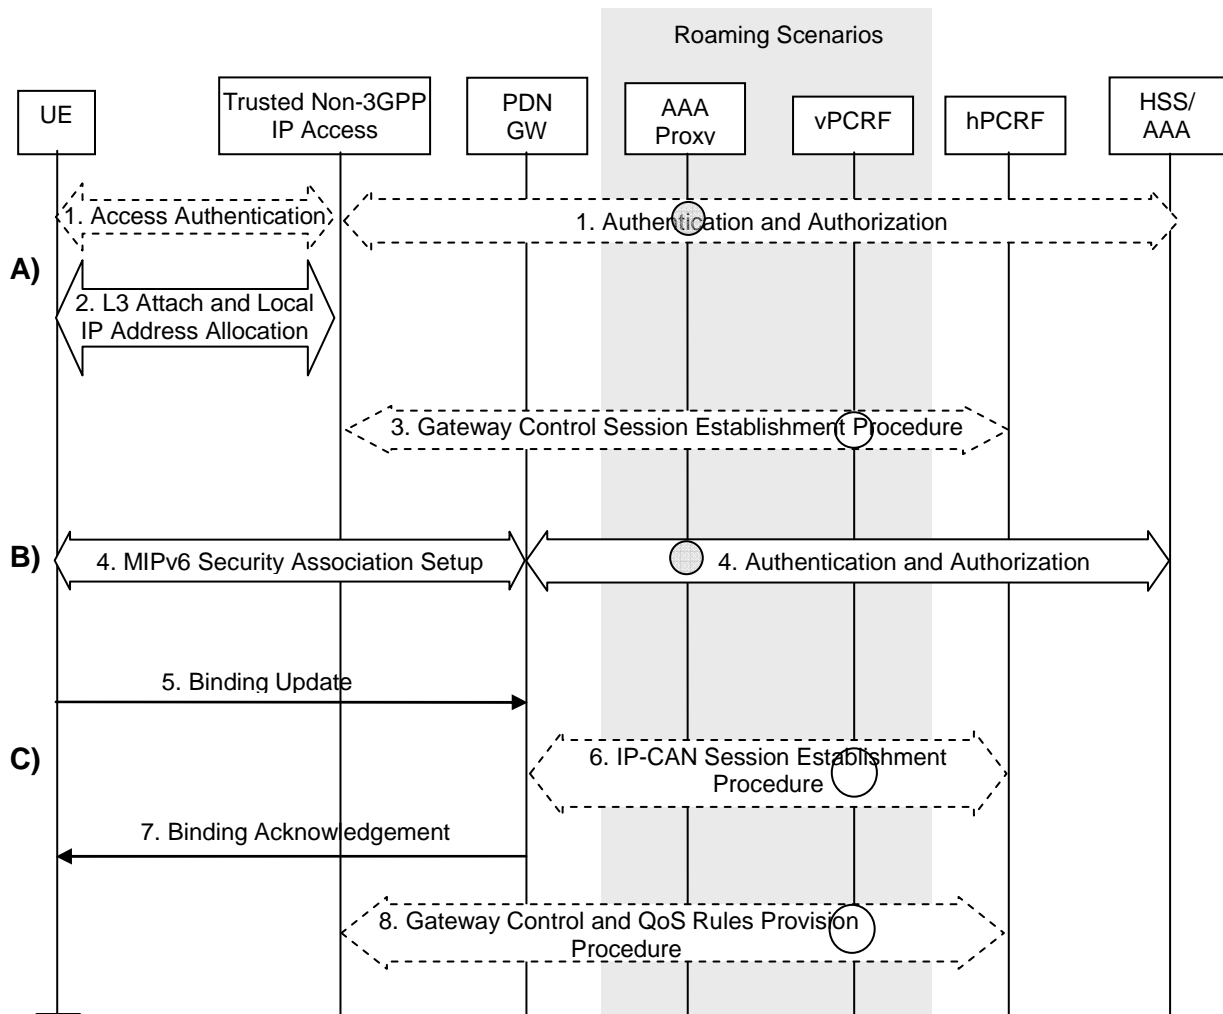 Roaming Scenarios
UE
Trusted Non-3GPP
IP Access
PDN
GW
AAA
Proxy
vPCRF
hPCRF
HSS/
AAA
1. Access Authentication
1. Authentication and Authorization
A)
2. L3 Attach and Local
IP Address Allocation
3. Gateway Control Session Establishment Procedure
B)
4. MIPv6 Security Association Setup
4. Authentication and Authorization
5. Binding Update
C)
6. IP-CAN Session Establishment
Procedure
7. Binding Acknowledgement
8. Gateway Control and QoS Rules Provision
Procedure